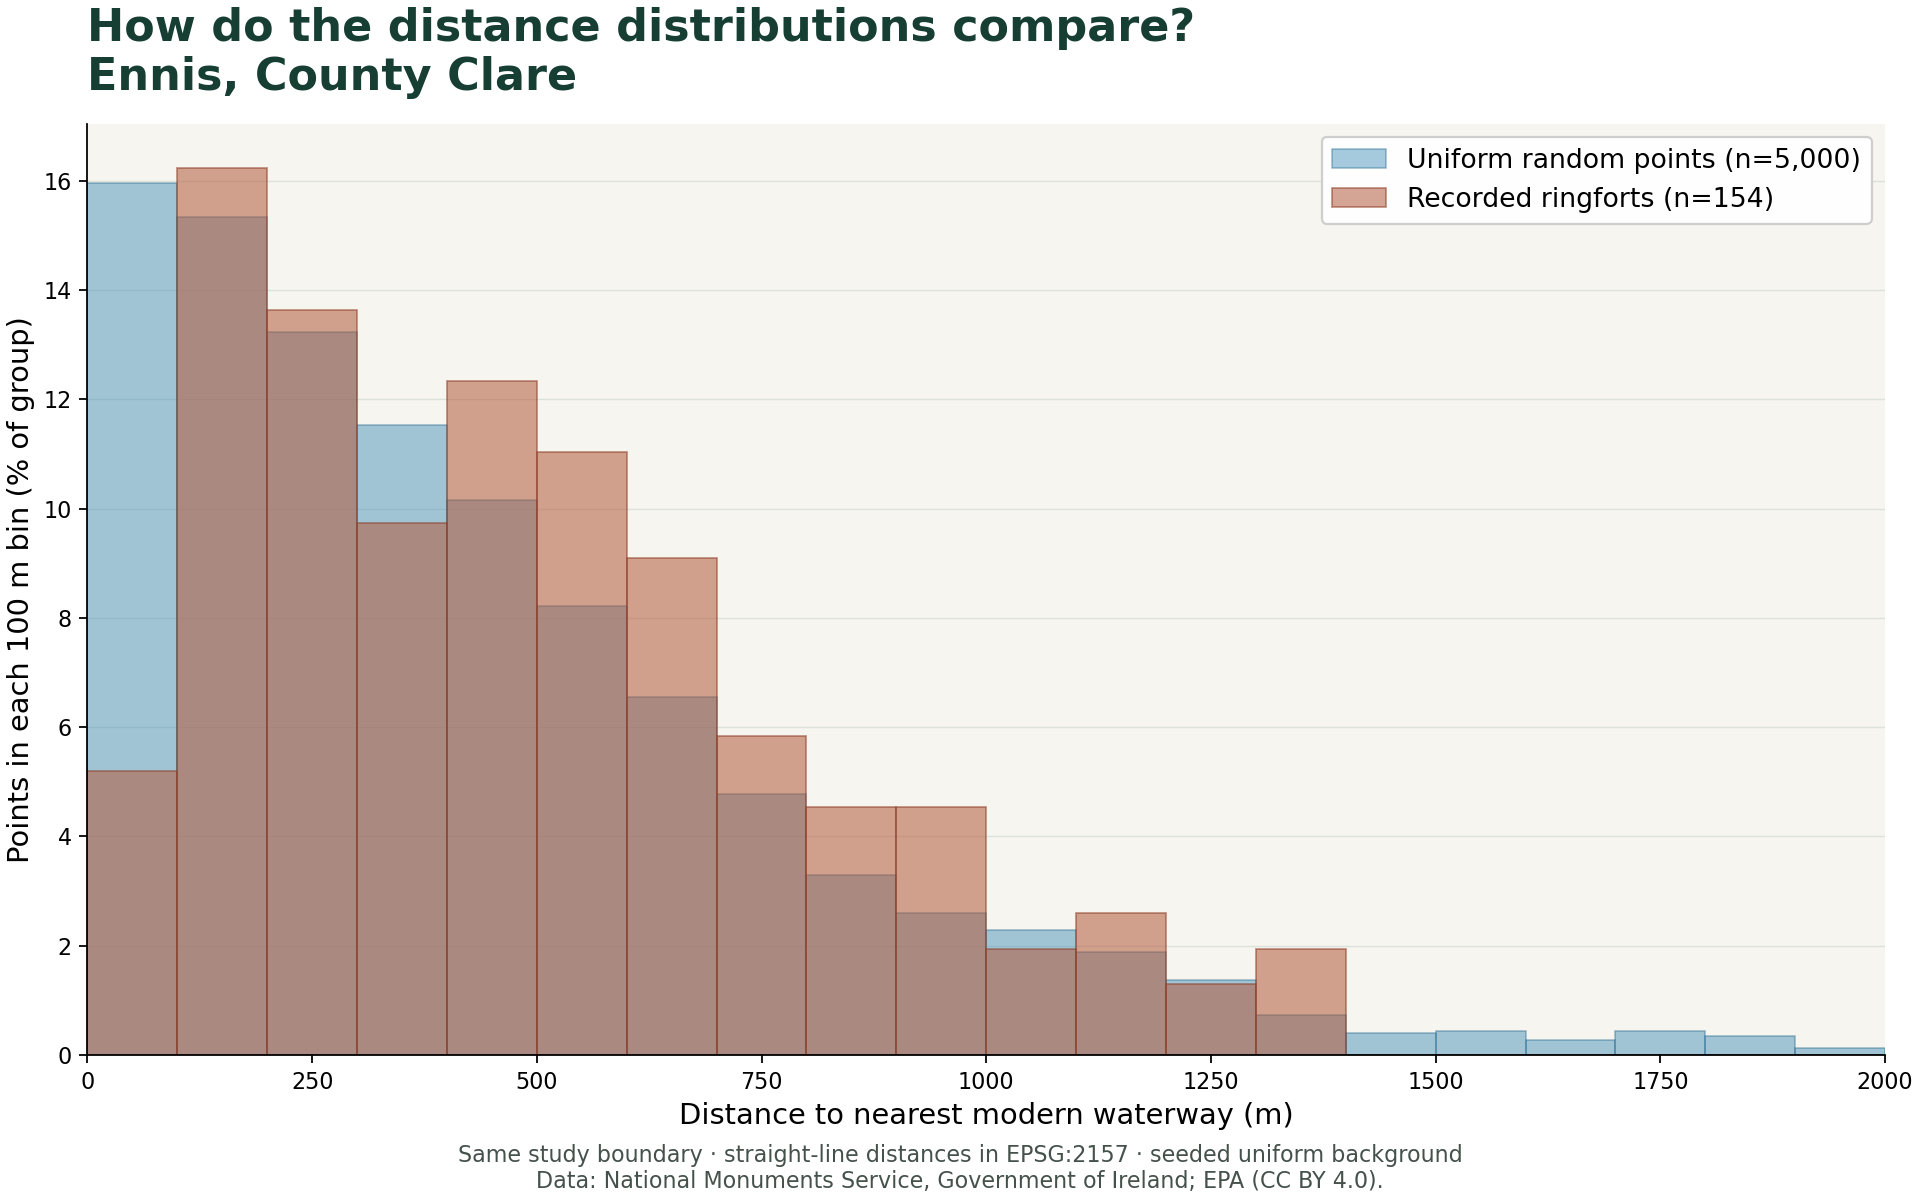 How do the distance distributions compare?
Ennis, County Clare
Uniform random points (n=5,000)
Recorded ringforts (n=154)
Points in each 100 m bin (% of group)
16
14
12
10
8
6
4
2
0
0 250 500 750 1000 1250 1500 1750 2000
Distance to nearest modern waterway (m)
Same study boundary · straight-line distances in EPSG:2157 · seeded uniform background
Data: National Monuments Service, Government of Ireland; EPA (CC BY 4.0).